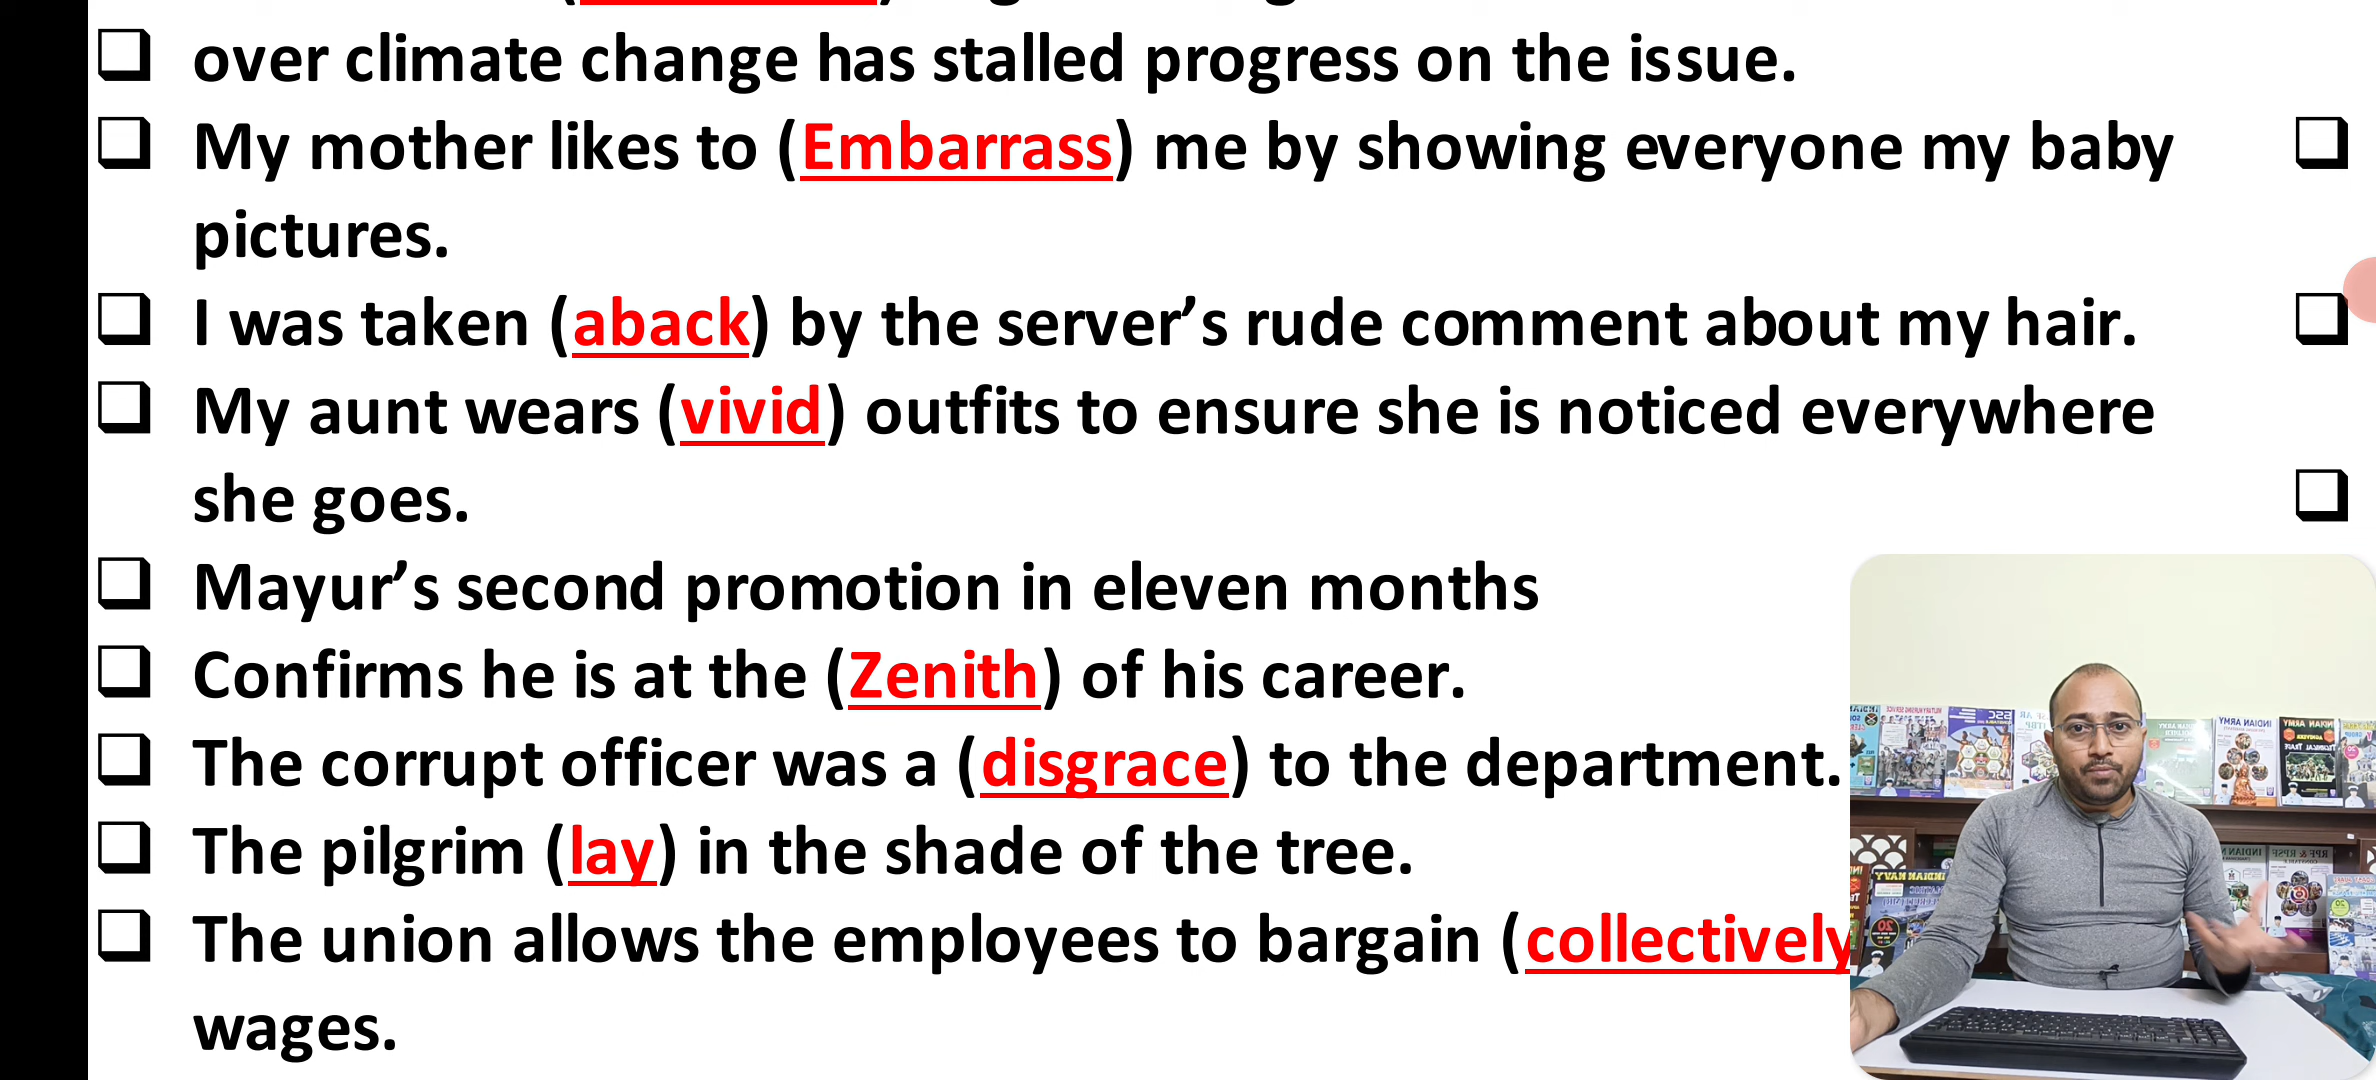 over climate change has stalled progress on the issue.
My mother likes to (Embarrass) me by showing everyone my baby
pictures.
I was taken (aback) by the server’s rude comment about my hair.
My aunt wears (vivid) outfits to ensure she is noticed everywhere
she goes.
Mayur’s second promotion in eleven months
Confirms he is at the (Zenith) of his career.
The corrupt officer was a (disgrace) to the department.
The pilgrim (lay) in the shade of the tree.
The union allows the employees to bargain (collectively
wages.